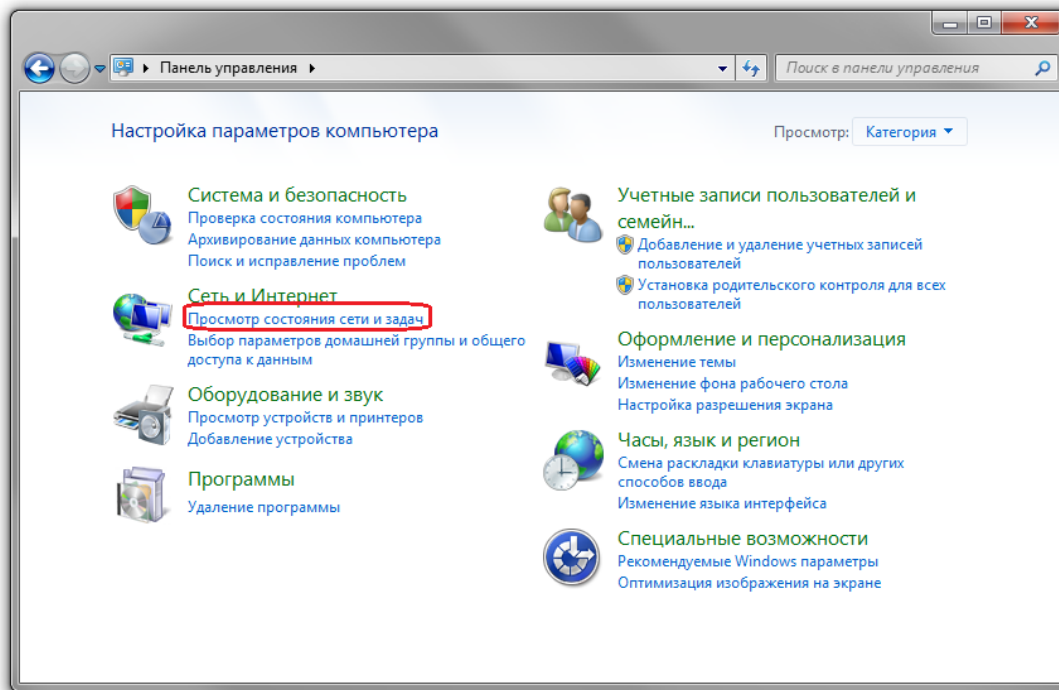 Панель управления
Поиск в панели управления
Настройка параметров компьютера
Просмотр: Категория
Система и безопасность
Проверка состояния компьютера
Архивирование данных компьютера
Поиск и исправление проблем
Сеть и Интернет
Просмотр состояния сети и задач
Выбор параметров домашней группы и общего
доступа к данным
Оборудование и звук
Просмотр устройств и принтеров
Добавление устройства
Программы
Удаление программы
Учетные записи пользователей и
семейн...
Добавление и удаление учетных записей
пользователей
Установка родительского контроля для всех
пользователей
Оформление и персонализация
Изменение темы
Изменение фона рабочего стола
Настройка разрешения экрана
Часы, язык и регион
Смена раскладки клавиатуры или других
способов ввода
Изменение языка интерфейса
Специальные возможности
Рекомендуемые Windows параметры
Оптимизация изображения на экране